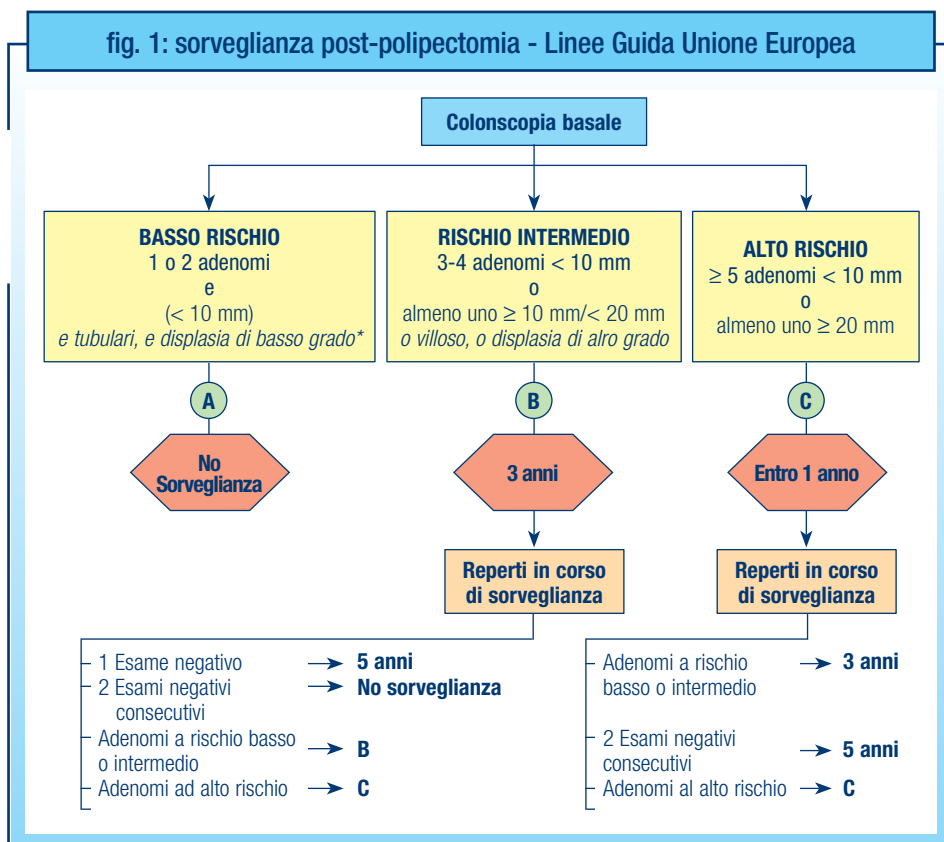 fig. 1: sorveglianza post-polipectomia - Linee Guida Unione Europea
Colonscopia basale
BASSO RISCHIO
1 o 2 adenomi
e
(< 10 mm)
e tubulari, e displasia di basso grado*
RISCHIO INTERMEDIO
3-4 adenomi < 10 mm
o
almeno uno ≥ 10 mm/< 20 mm
o villoso, o displasia di alro grado
ALTO RISCHIO
≥ 5 adenomi < 10 mm
o
almeno uno ≥ 20 mm
A
B
C
No
Sorveglianza
3 anni
Entro 1 anno
Reperti in corso
di sorveglianza
Reperti in corso
di sorveglianza
1 Esame negativo 5 anni
2 Esami negativi No sorveglianza
consecutivi
Adenomi a rischio basso
o intermedio B
Adenomi ad alto rischio C
Adenomi a rischio 3 anni
basso o intermedio
2 Esami negativi
consecutivi 5 anni
Adenomi al alto rischio C